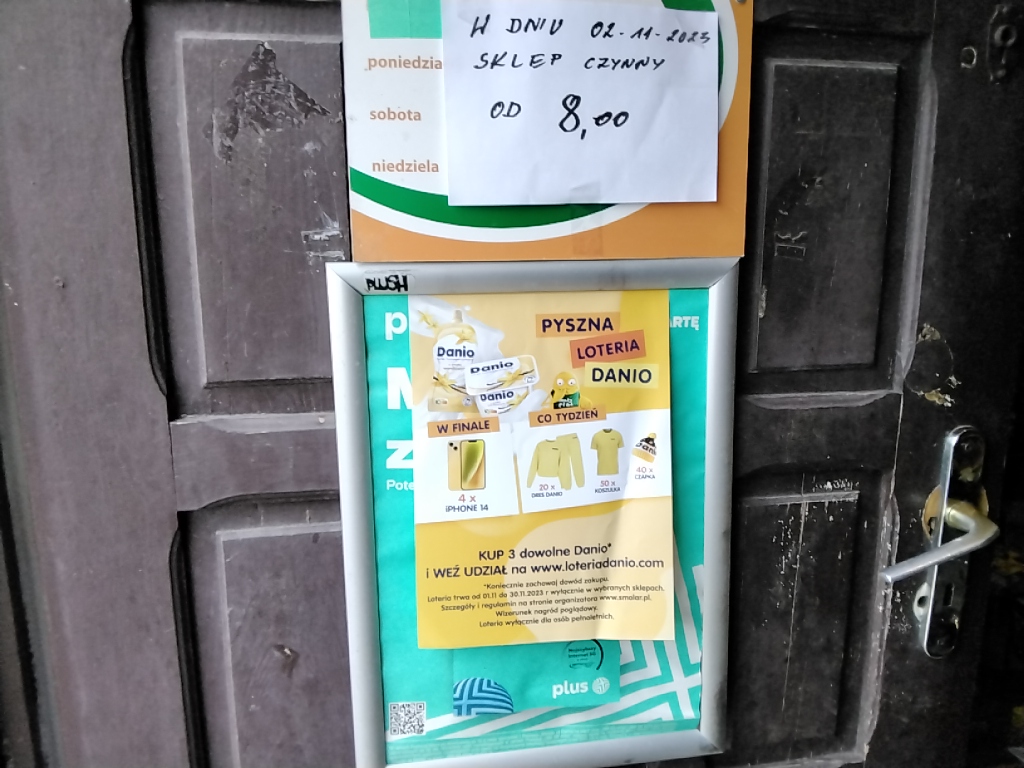 W DNIU 02-11-2023
SKLEP CZYNNY
OD 8,00
poniedzia
sobota
niedziela
PLUSH
PYSZNA
LOTERIA
DANIO
Danio
Danio
Danio
W FINALE
CO TYDZIEŃ
4 x
iPHONE 14
20 x
DRES DANIO
50 x
KOSZULKA
40 x
CZAPKA
KUP 3 dowolne Danio*
i WEŹ UDZIAŁ na www.loteriadanio.com
*Koniecznie zachowaj dowód zakupu.
Loteria trwa od 01.11 do 30.11.2023 r wyłącznie w wybranych sklepach.
Szczegóły i regulamin na stronie organizatora www.smolar.pl.
Wizerunek nagród poglądowy.
Loteria wyłącznie dla osób pełnoletnich.
p
ARTĘ
M
Z
Pote
plus